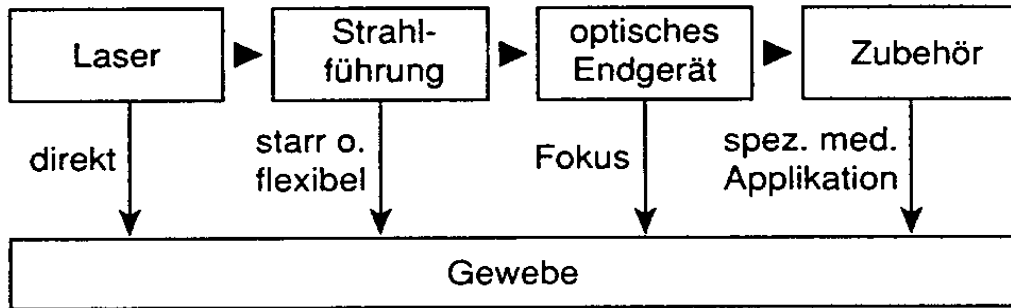 Laser
Strahl-
führung
optisches
Endgerät
Zubehör
direkt
starr o.
flexibel
Fokus
spez. med.
Applikation
Gewebe